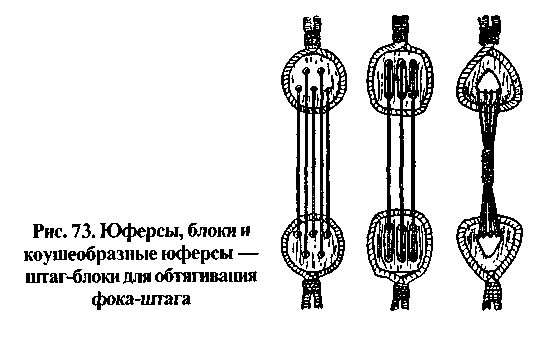 Рис. 73. Юферсы, блоки и
коушеобразные юферсы —
штаг-блоки для обтягивания
фока-штага